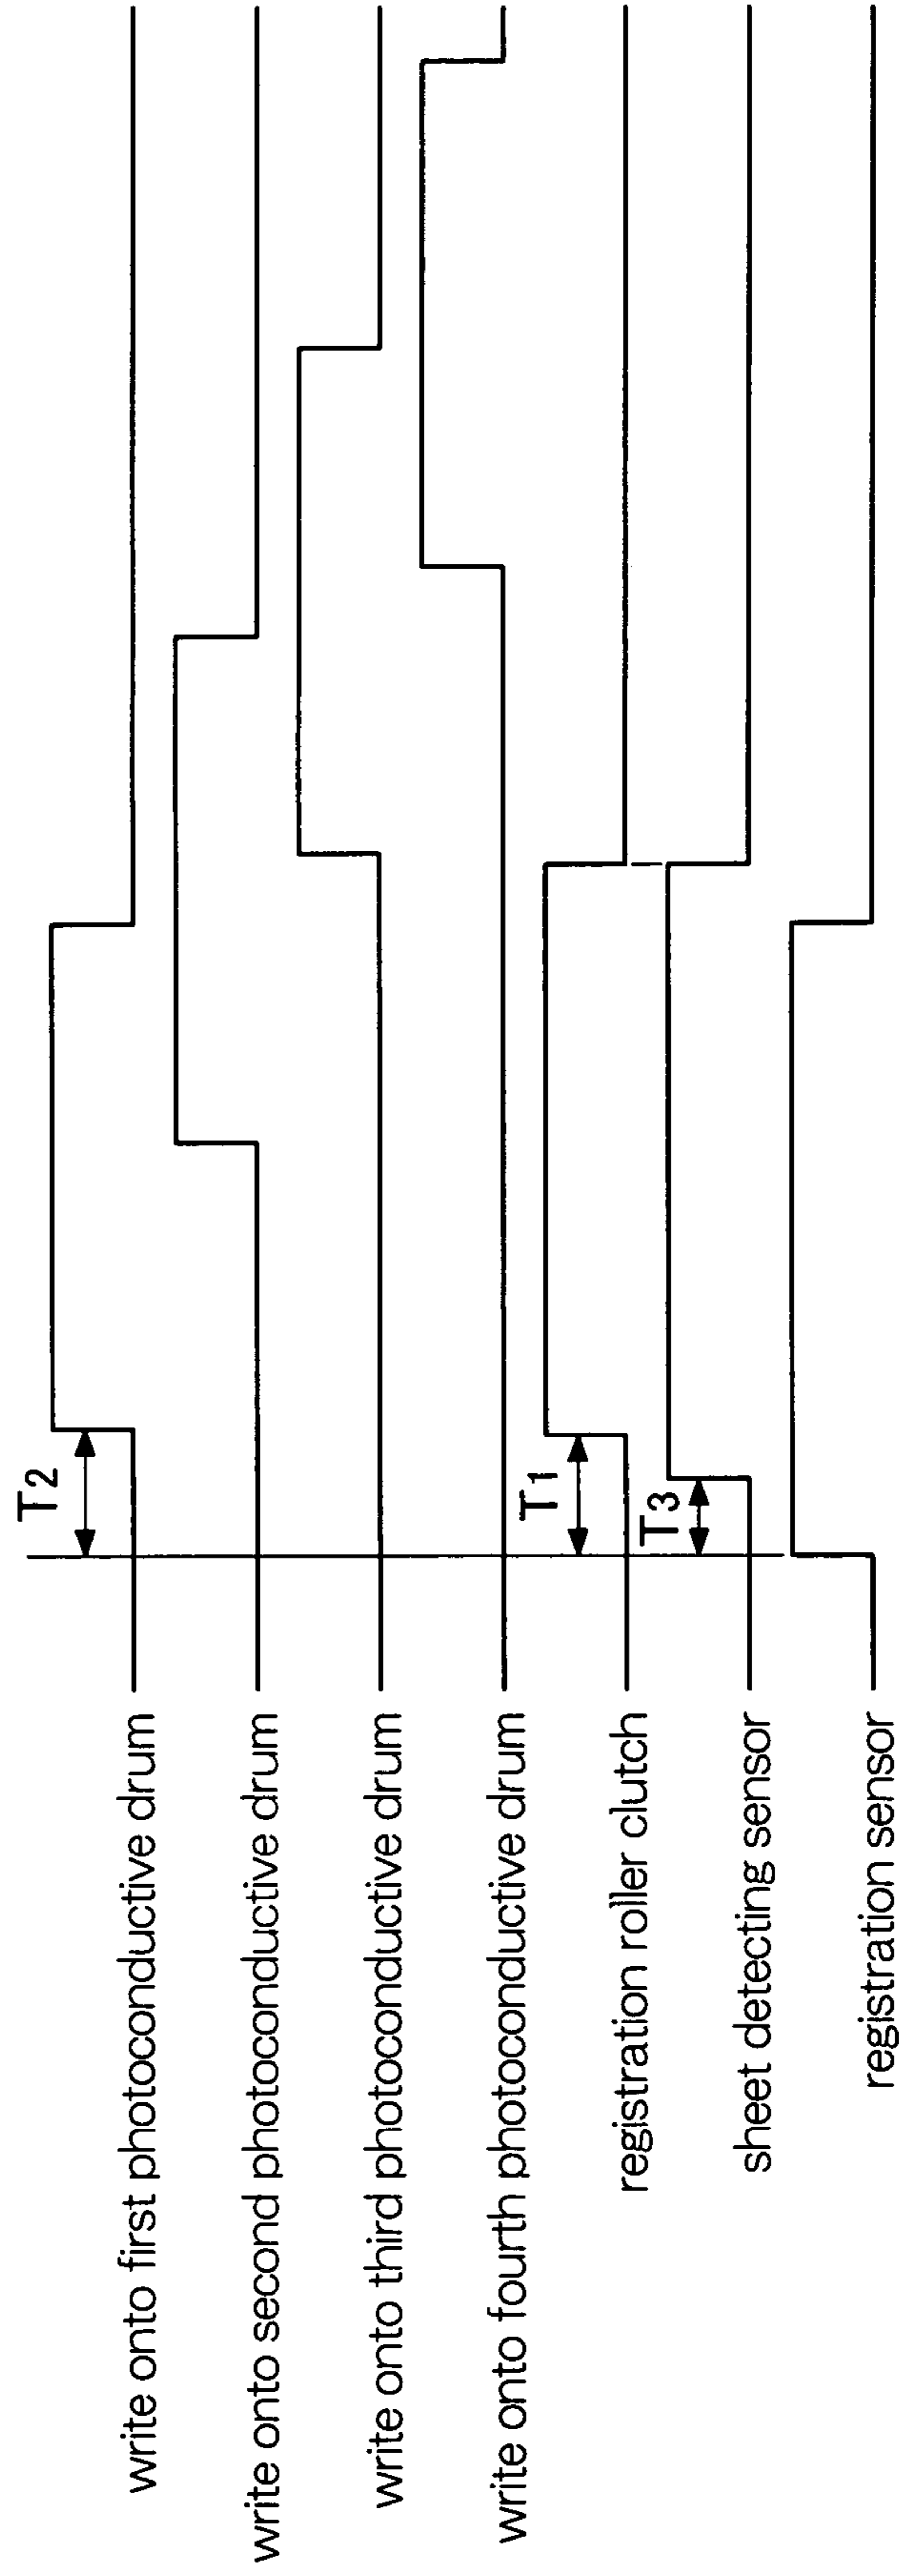 T2
write onto first photoconductive drum
write onto second photoconductive drum
write onto third photoconductive drum
write onto fourth photoconductive drum
T1
registration roller clutch
T3
sheet detecting sensor
registration sensor